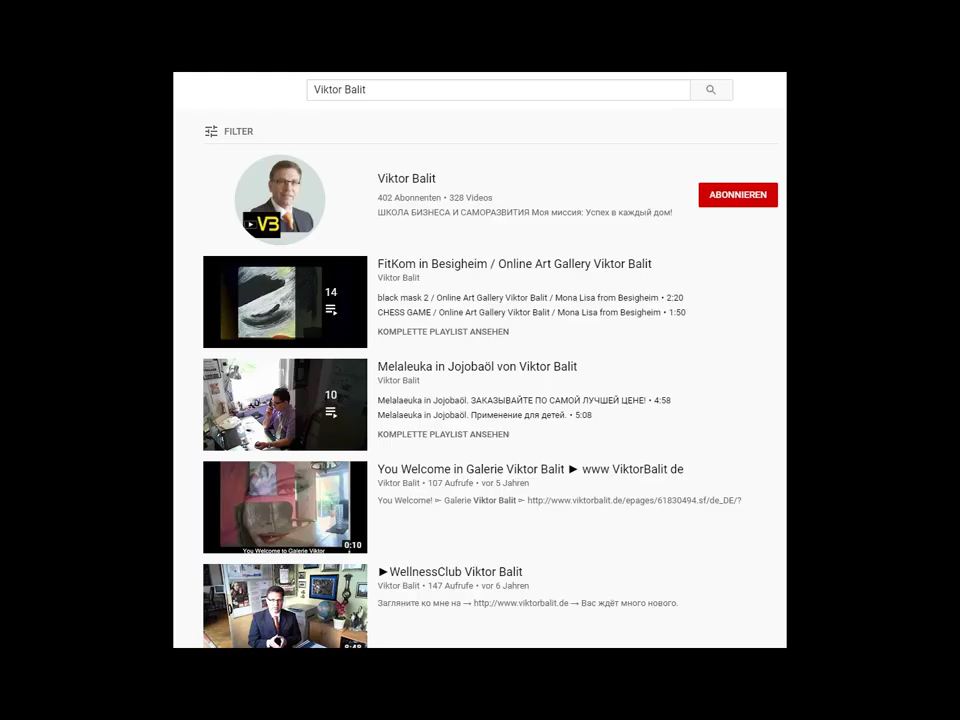 Viktor Balit
FILTER
Viktor Balit
402 Abonnenten • 328 Videos
ШКОЛА БИЗНЕСА И САМОРАЗВИТИЯ Моя миссия: Успех в каждый дом!
ABONNIEREN
VB
FitKom in Besigheim / Online Art Gallery Viktor Balit
Viktor Balit
14
black mask 2 / Online Art Gallery Viktor Balit / Mona Lisa from Besigheim • 2:20
CHESS GAME / Online Art Gallery Viktor Balit / Mona Lisa from Besigheim • 1:50
KOMPLETTE PLAYLIST ANSEHEN
Melaleuka in Jojobaöl von Viktor Balit
Viktor Balit
10
Melalaeuka in Jojobaöl. ЗАКАЗЫВАЙТЕ ПО САМОЙ ЛУЧШЕЙ ЦЕНЕ! • 4:58
Melalaeuka in Jojobaöl. Применение для детей. • 5:08
KOMPLETTE PLAYLIST ANSEHEN
You Welcome in Galerie Viktor Balit ► www ViktorBalit de
Viktor Balit • 107 Aufrufe • vor 5 Jahren
You Welcome! ➳ Galerie Viktor Balit ➳ http://www.viktorbalit.de/epages/61830494.sf/de_DE/?
0:10
You Welcome to Galerie Viktor
►WellnessClub Viktor Balit
Viktor Balit • 147 Aufrufe • vor 6 Jahren
Загляните ко мне на → http://www.viktorbalit.de → Вас ждёт много нового.